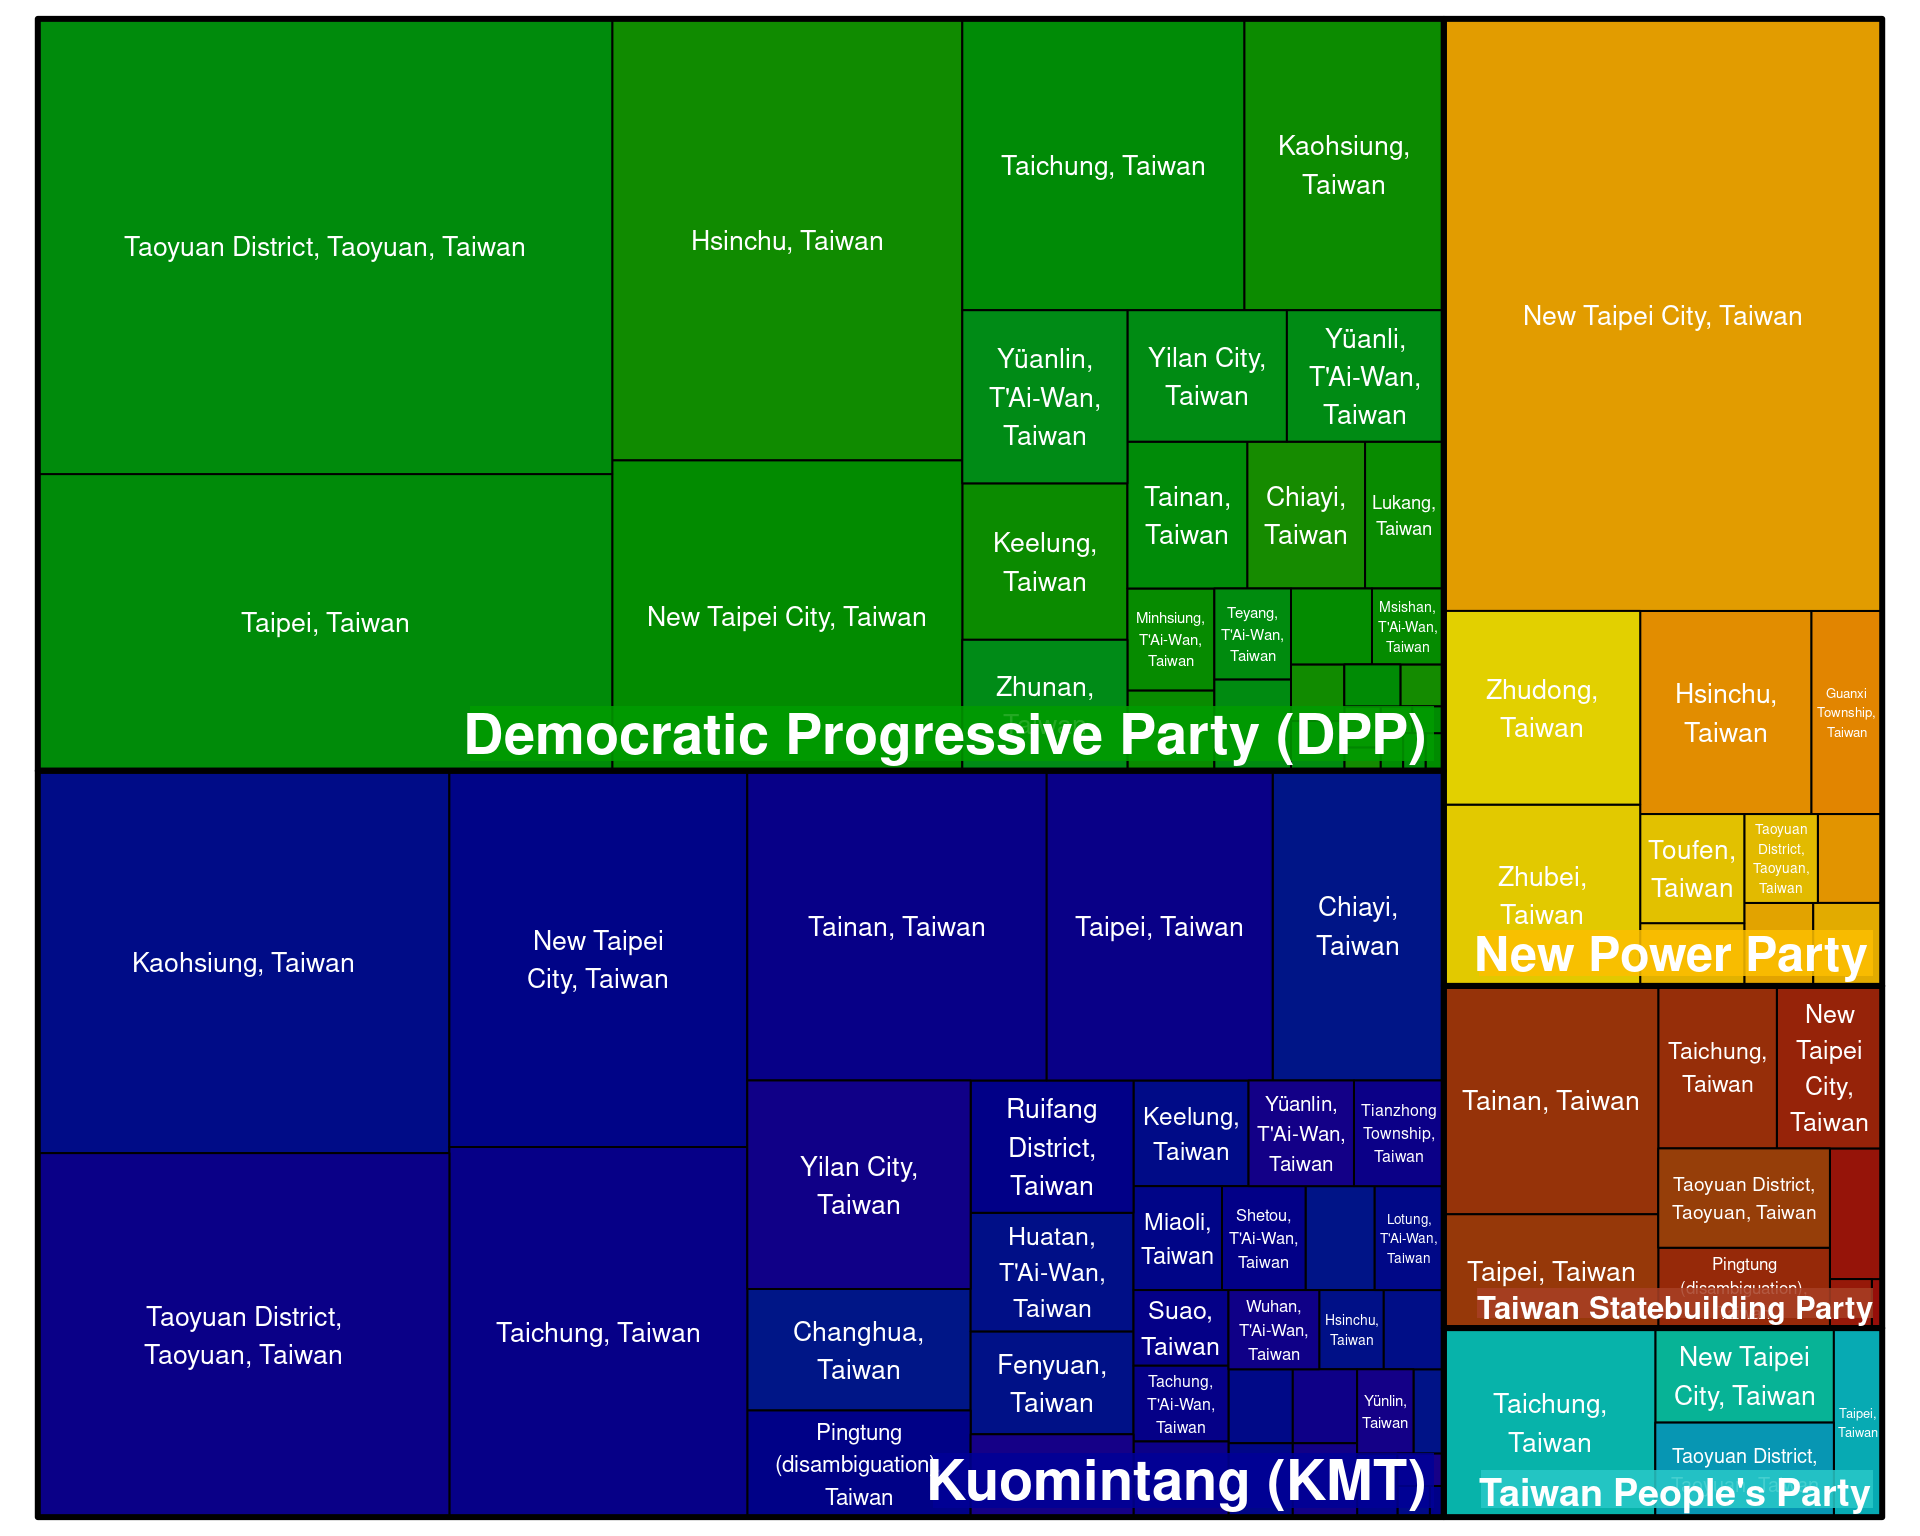 Taoyuan District, Taoyuan, Taiwan
Hsinchu, Taiwan
Taichung, Taiwan
Kaohsiung,
Taiwan
Taipei, Taiwan
New Taipei City, Taiwan
Yüanlin,
T'Ai-Wan,
Taiwan
Yilan City,
Taiwan
Yüanli,
T'Ai-Wan,
Taiwan
Keelung,
Taiwan
Tainan,
Taiwan
Chiayi,
Taiwan
Lukang,
Taiwan
Zhunan,
Taiwan
Minhsiung,
T'Ai-Wan,
Taiwan
Teyang,
T'Ai-Wan,
Taiwan
Msishan,
T'Ai-Wan,
Taiwan
Democratic Progressive Party (DPP)
Kaohsiung, Taiwan
New Taipei
City, Taiwan
Tainan, Taiwan
Taipei, Taiwan
Chiayi,
Taiwan
Taoyuan District,
Taoyuan, Taiwan
Taichung, Taiwan
Yilan City,
Taiwan
Changhua,
Taiwan
Pingtung
(disambiguation),
Taiwan
Ruifang
District,
Taiwan
Huatan,
T'Ai-Wan,
Taiwan
Fenyuan,
Taiwan
Keelung,
Taiwan
Yüanlin,
T'Ai-Wan,
Taiwan
Tianzhong
Township,
Taiwan
Miaoli,
Taiwan
Shetou,
T'Ai-Wan,
Taiwan
Lotung,
T'Ai-Wan,
Taiwan
Suao,
Taiwan
Wuhan,
T'Ai-Wan,
Taiwan
Hsinchu,
Taiwan
Tachung,
T'Ai-Wan,
Taiwan
Yünlin,
Taiwan
Kuomintang (KMT)
New Taipei City, Taiwan
Zhudong,
Taiwan
Hsinchu,
Taiwan
Guanxi
Township,
Taiwan
Zhubei,
Taiwan
Toufen,
Taiwan
Taoyuan
District,
Taoyuan,
Taiwan
New Power Party
Tainan, Taiwan
Taichung,
Taiwan
New
Taipei
City,
Taiwan
Taoyuan District,
Taoyuan, Taiwan
Taipei, Taiwan
Pingtung
(disambiguation),
Taiwan Statebuilding Party
Taichung,
Taiwan
New Taipei
City, Taiwan
Taoyuan District,
Taoyuan, Taiwan
Taipei,
Taiwan
Taiwan People's Party